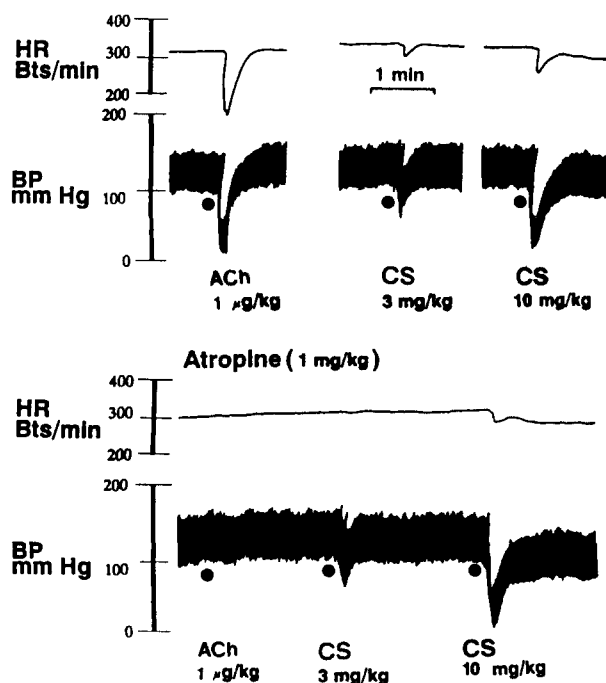 400
HR
Bts/min
300
200
1 min
200
BP
mm Hg
100
0
ACh
1 µg/kg
CS
3 mg/kg
CS
10 mg/kg
Atropine (1 mg/kg)
400
HR
Bts/min
300
200
200
BP
mm Hg
100
0
ACh
1 µg/kg
CS
3 mg/kg
CS
10 mg/kg